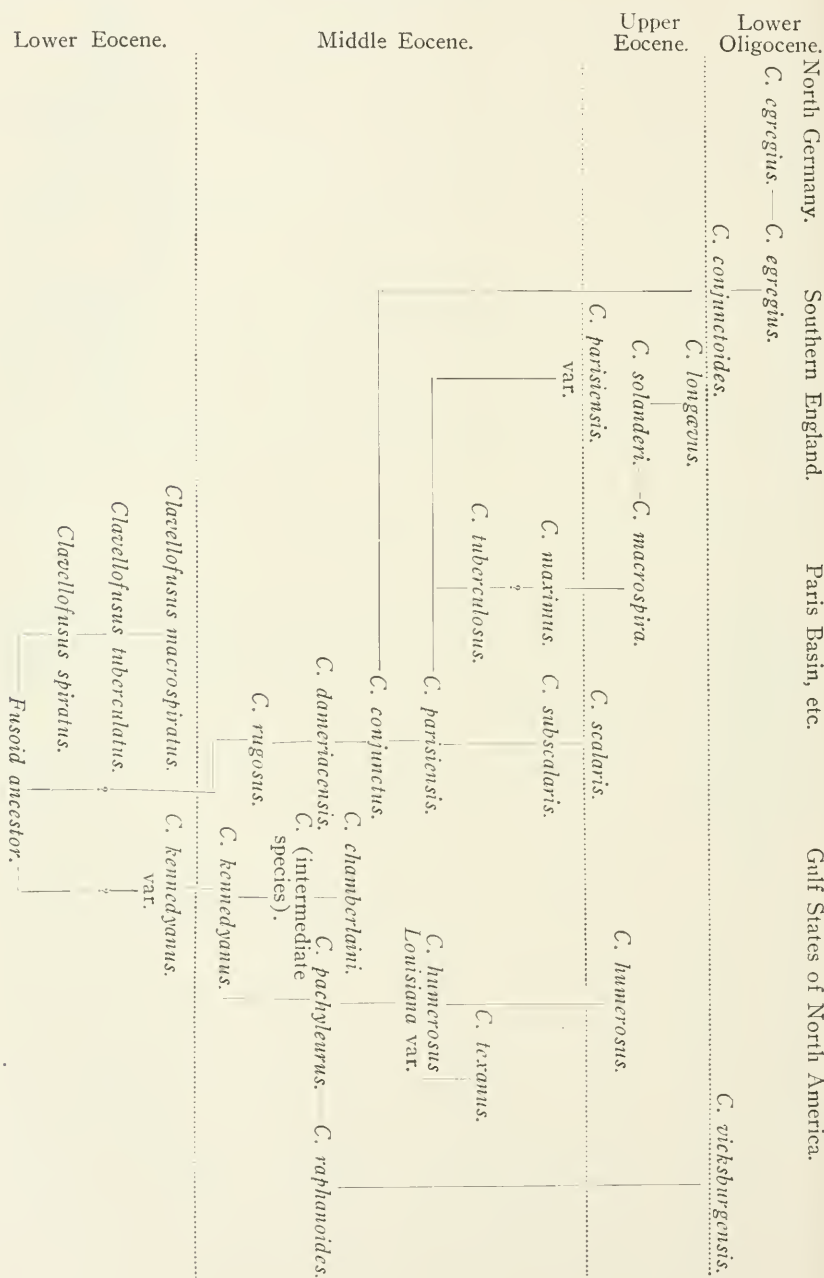 Lower Eocene.
Middle Eocene.
Upper
Eocene.
Lower
Oligocene.
North Germany.
Southern England.
Paris Basin, etc.
Gulf States of North America.
C. egregius. — C. egregius.
C. conjunctoides.
C. vicksburgensis.
C. longævus.
C. solanderi. — C. macrospira.
C. humerosus.
C. parisiensis.
var.
C. scalaris.
C. maximus.
C. subscalaris.
?
C. tuberculosus.
C. texanus.
C. parisiensis.
C. humerosus
Louisiana var.
C. conjunctus.
C. chamberlaini.
C. dameriacensis.
C. pachyleurus. — C. raphanoides.
C. (intermediate
species).
C. rugosus.
C. kennedyanus.
Clavellofusus macrospiratus.
C. kennedyanus.
var.
Clavellofusus tuberculatus.
?
?
Clavellofusus spiratus.
Fusoid ancestor.